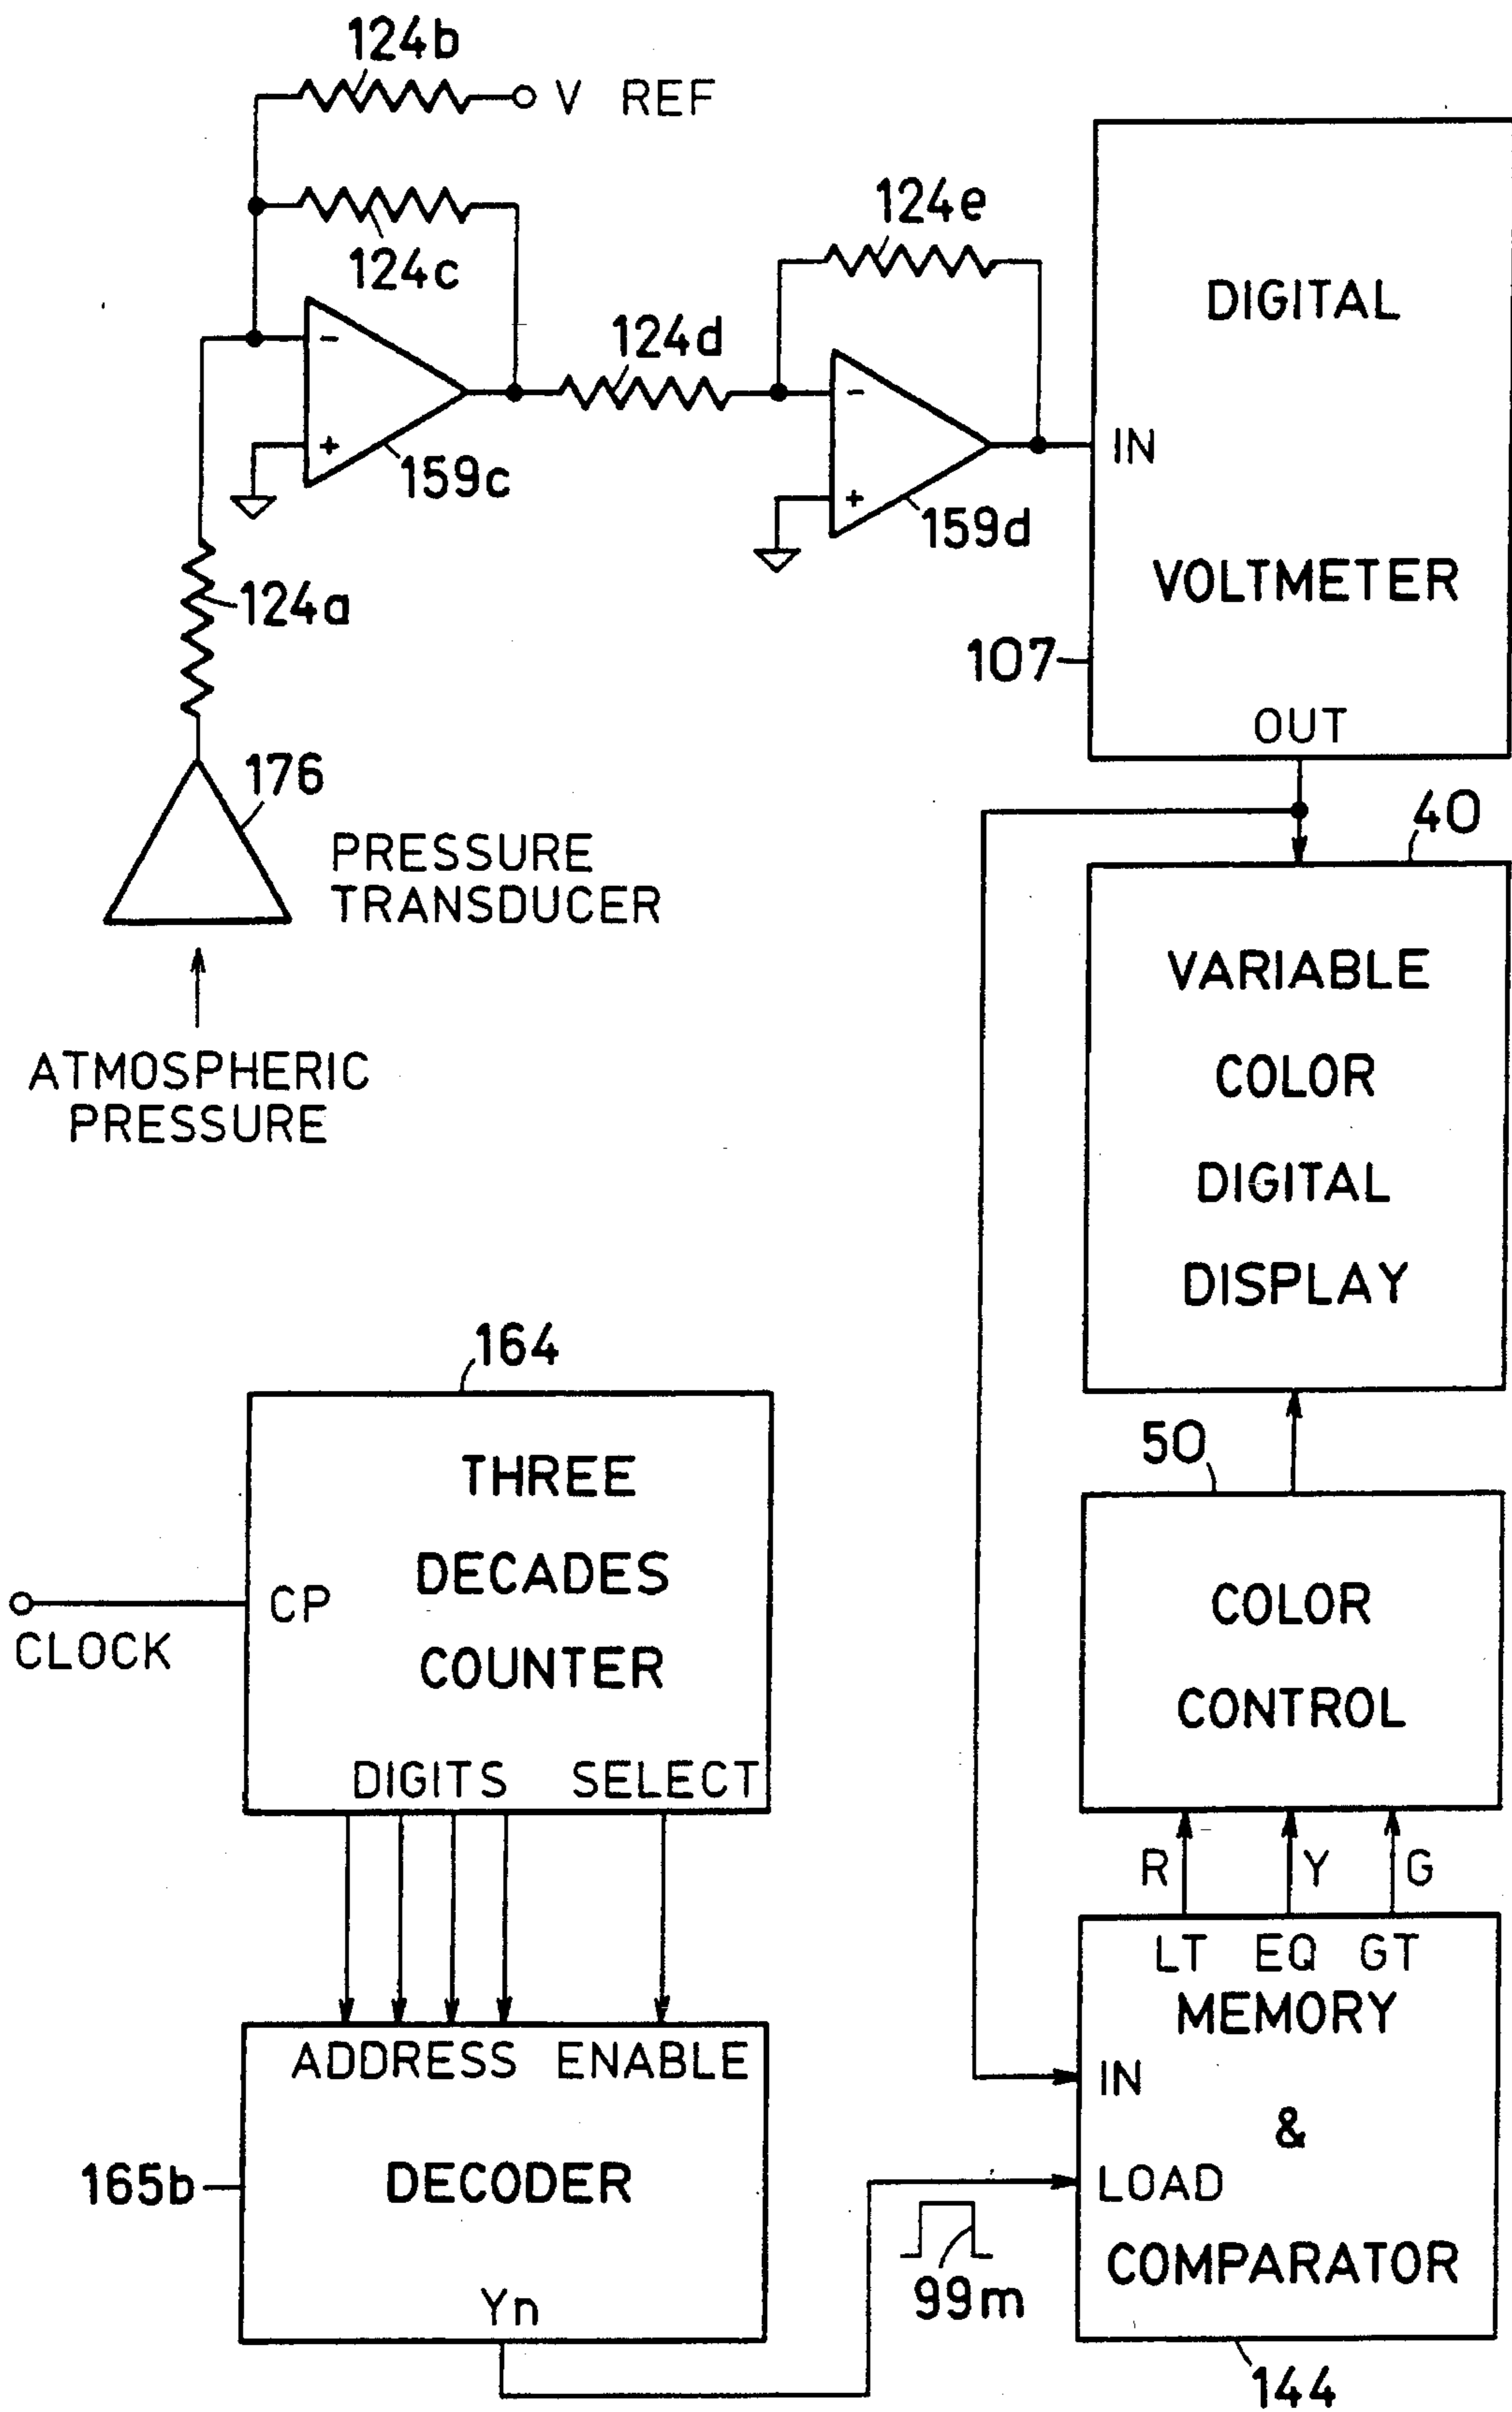 124b
V REF
124c
124e
124d
-
+
159c
-
+
159d
DIGITAL
IN
VOLTMETER
107
OUT
124a
176
PRESSURE
TRANSDUCER
ATMOSPHERIC
PRESSURE
40
VARIABLE
COLOR
DIGITAL
DISPLAY
50
COLOR
CONTROL
R
Y
G
164
THREE
DECADES
COUNTER
CP
CLOCK
DIGITS SELECT
ADDRESS ENABLE
165b
DECODER
Yn
99m
LT EQ GT
MEMORY
IN
&
LOAD
COMPARATOR
144